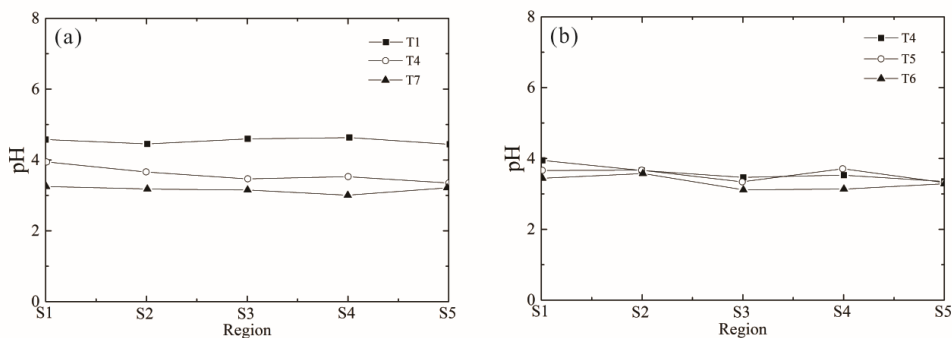 (a)
T1
T4
T7
8
6
4
2
0
pH
S1 S2 S3 S4 S5
Region
(b)
T4
T5
T6
8
6
4
2
0
pH
S1 S2 S3 S4 S5
Region